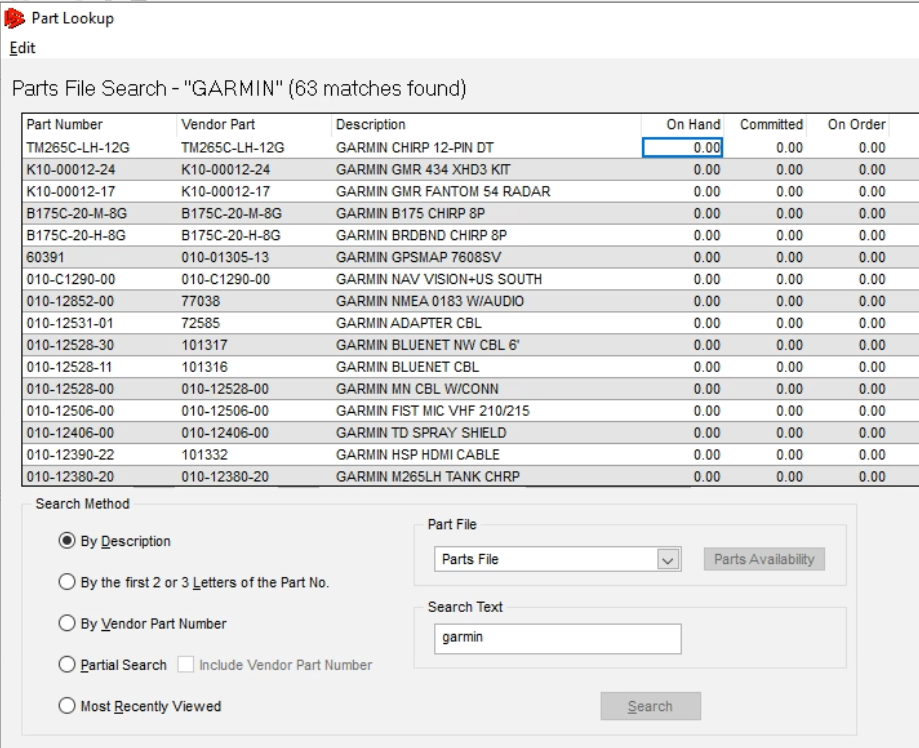 Part Lookup
Edit
Parts File Search - "GARMIN" (63 matches found)
Part Number Vendor Part Description On Hand Committed On Order
TM265C-LH-12G TM265C-LH-12G GARMIN CHIRP 12-PIN DT 0.00 0.00 0.00
K10-00012-24 K10-00012-24 GARMIN GMR 434 XHD3 KIT 0.00 0.00 0.00
K10-00012-17 K10-00012-17 GARMIN GMR FANTOM 54 RADAR 0.00 0.00 0.00
B175C-20-M-8G B175C-20-M-8G GARMIN B175 CHIRP 8P 0.00 0.00 0.00
B175C-20-H-8G B175C-20-H-8G GARMIN BRDBND CHIRP 8P 0.00 0.00 0.00
60391 010-01305-13 GARMIN GPSMAP 7608SV 0.00 0.00 0.00
010-C1290-00 010-C1290-00 GARMIN NAV VISION+US SOUTH 0.00 0.00 0.00
010-12852-00 77038 GARMIN NMEA 0183 W/AUDIO 0.00 0.00 0.00
010-12531-01 72585 GARMIN ADAPTER CBL 0.00 0.00 0.00
010-12528-30 101317 GARMIN BLUENET NW CBL 6' 0.00 0.00 0.00
010-12528-11 101316 GARMIN BLUENET CBL 0.00 0.00 0.00
010-12528-00 010-12528-00 GARMIN MN CBL W/CONN 0.00 0.00 0.00
010-12506-00 010-12506-00 GARMIN FIST MIC VHF 210/215 0.00 0.00 0.00
010-12406-00 010-12406-00 GARMIN TD SPRAY SHIELD 0.00 0.00 0.00
010-12390-22 101332 GARMIN HSP HDMI CABLE 0.00 0.00 0.00
010-12380-20 010-12380-20 GARMIN M265LH TANK CHRP 0.00 0.00 0.00
Search Method
By Description
By the first 2 or 3 Letters of the Part No.
By Vendor Part Number
Partial Search Include Vendor Part Number
Most Recently Viewed
Part File
Parts File Parts Availability
Search Text
garmin
Search